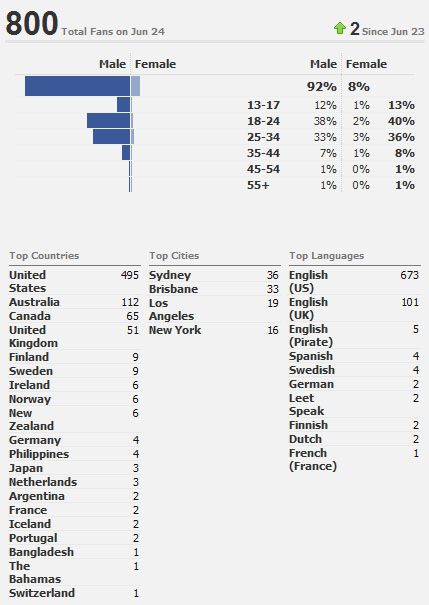 800 Total Fans on Jun 24 2 Since Jun 23
Male Female Male Female
92% 8%
13-17 12% 1% 13%
18-24 38% 2% 40%
25-34 33% 3% 36%
35-44 7% 1% 8%
45-54 1% 0% 1%
55+ 1% 0% 1%
Top Countries
United 495
States
Australia 112
Canada 65
United 51
Kingdom
Finland 9
Sweden 9
Ireland 6
Norway 6
New 6
Zealand
Germany 4
Philippines 4
Japan 3
Netherlands 3
Argentina 2
France 2
Iceland 2
Portugal 2
Bangladesh 1
The 1
Bahamas
Switzerland 1
Top Cities
Sydney 36
Brisbane 33
Los 19
Angeles
New York 16
Top Languages
English 673
(US)
English 101
(UK)
English 5
(Pirate)
Spanish 4
Swedish 4
German 2
Leet 2
Speak
Finnish 2
Dutch 2
French 1
(France)